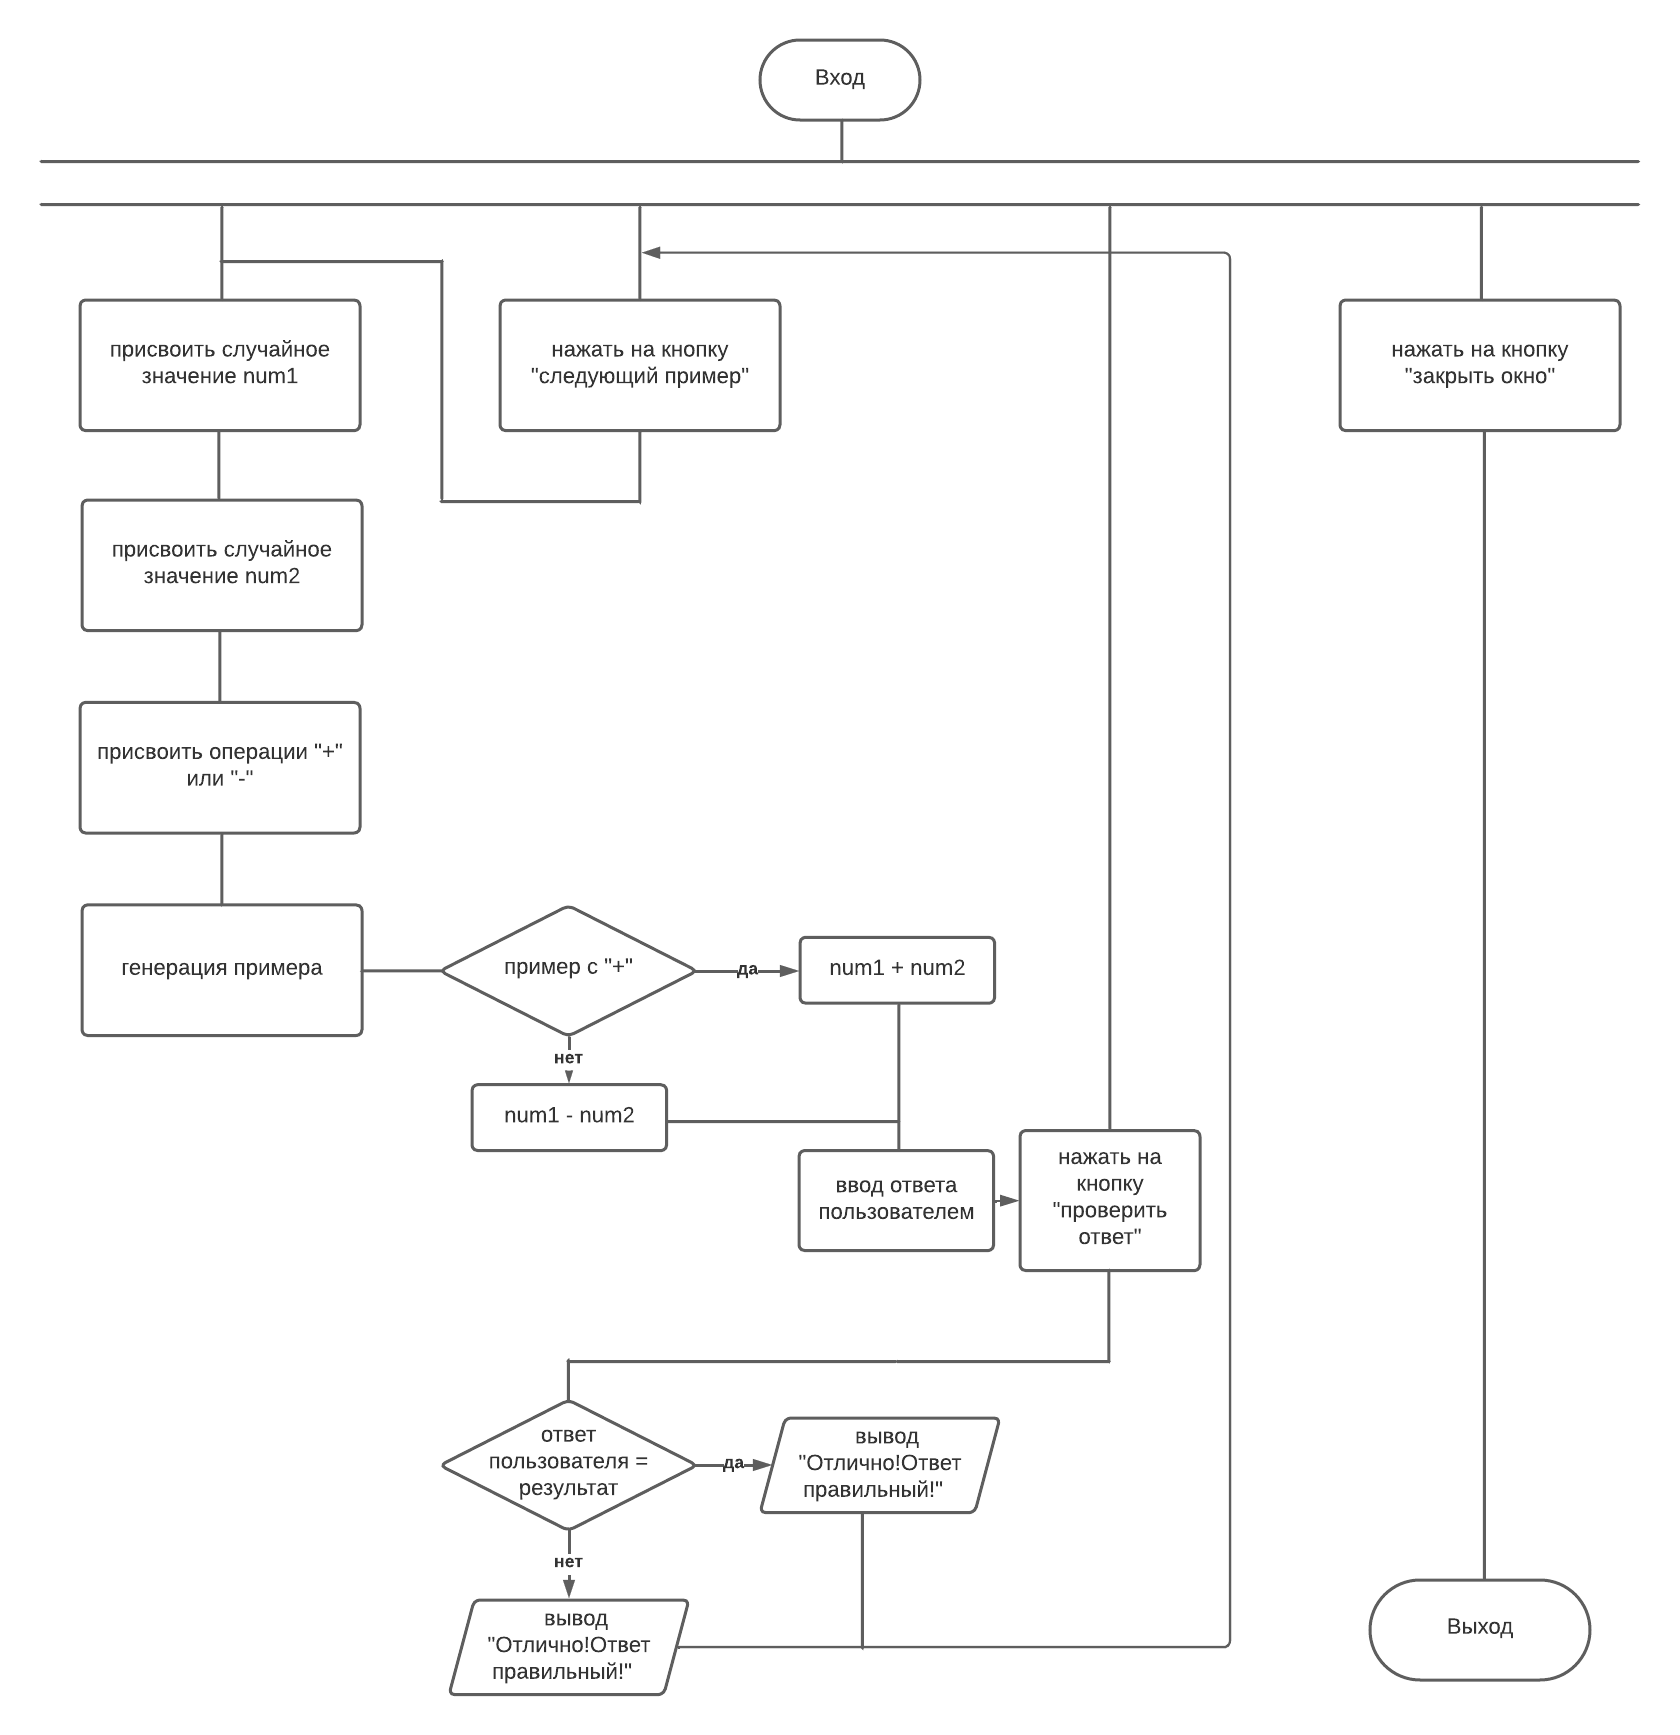 Вход
присвоить случайное
значение num1
нажать на кнопку
"следующий пример"
нажать на кнопку
"закрыть окно"
присвоить случайное
значение num2
присвоить операции "+"
или "-"
генерация примера
пример с "+"
да
num1 + num2
нет
num1 - num2
ввод ответа
пользователем
нажать на
кнопку
"проверить
ответ"
ответ
пользователя =
результат
да
вывод
"Отлично!Ответ
правильный!"
нет
вывод
"Отлично!Ответ
правильный!"
Выход